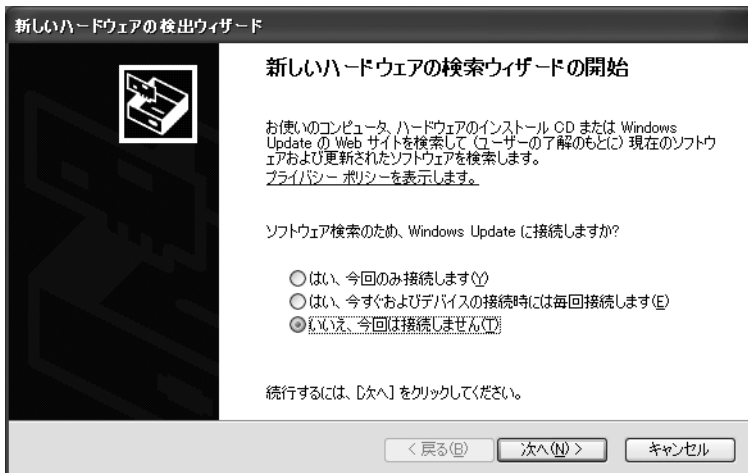 新しいハードウェアの検出ウィザード
新しいハードウェアの検索ウィザードの開始
お使いのコンピュータ、ハードウェアのインストール CD または Windows
Update の Web サイトを検索して (ユーザーの了解のもとに) 現在のソフトウ
ェアおよび更新されたソフトウェアを検索します。
プライバシー ポリシーを表示します。
ソフトウェア検索のため、Windows Update に接続しますか?
はい、今回のみ接続します(Y)
はい、今すぐおよびデバイスの接続時には毎回接続します(E)
いいえ、今回は接続しません(T)
続行するには、[次へ] をクリックしてください。
< 戻る(B)
次へ(N) >
キャンセル